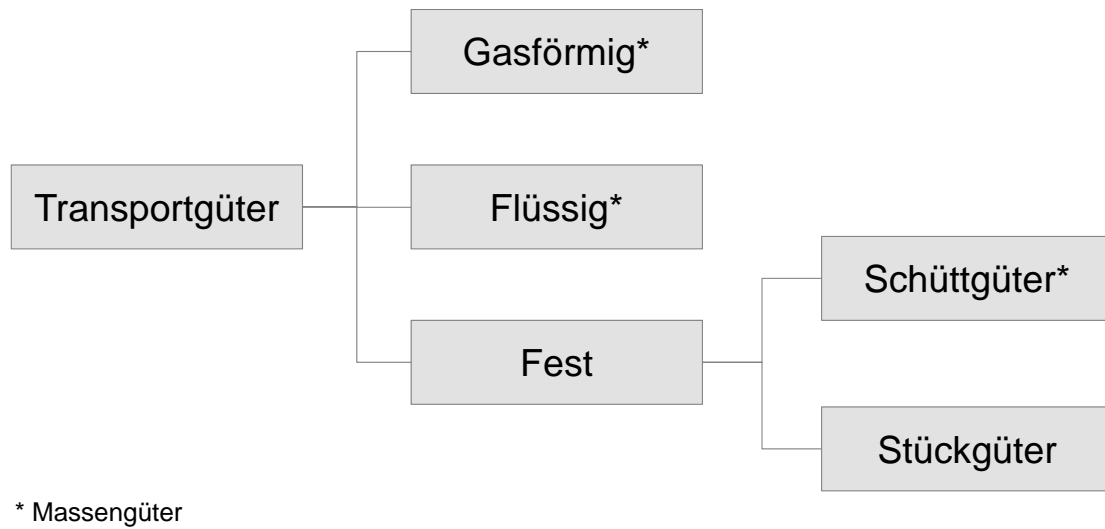 Gasförmig*
Transportgüter
Flüssig*
Schüttgüter*
Fest
Stückgüter
* Massengüter